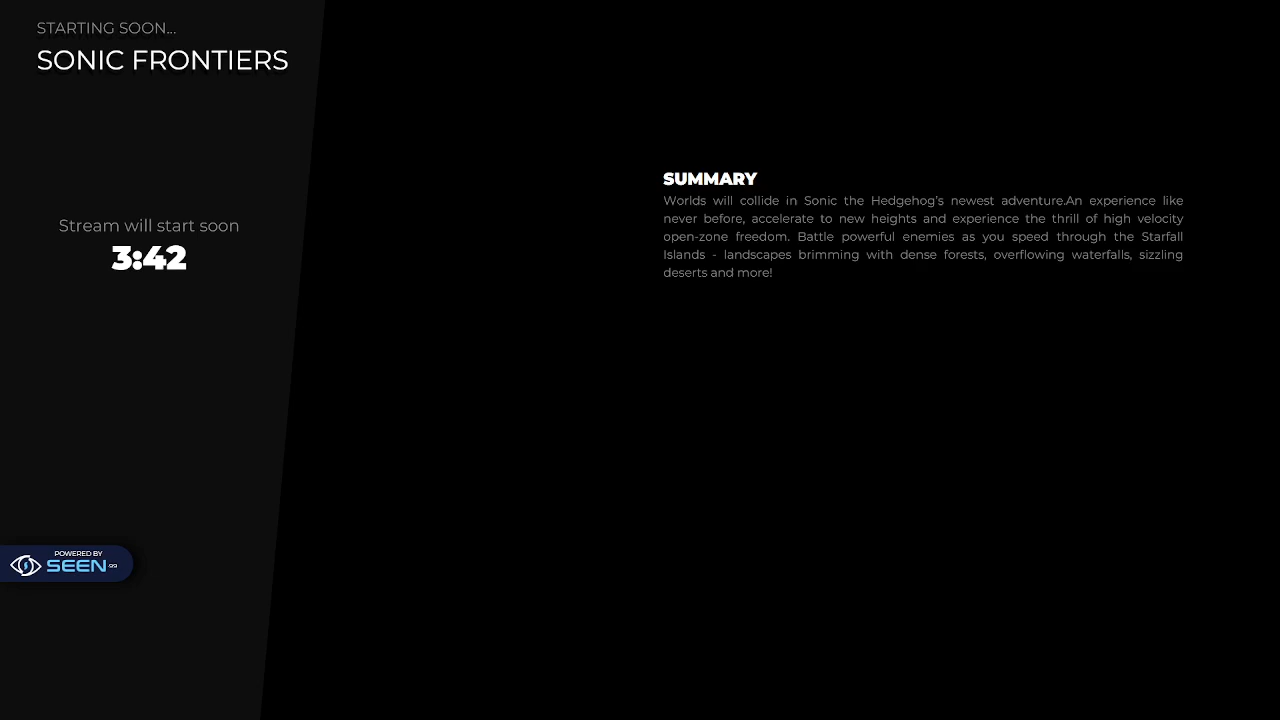 STARTING SOON...
SONIC FRONTIERS
Stream will start soon
3:42
SUMMARY
Worlds will collide in Sonic the Hedgehog's newest adventure.An experience like
never before, accelerate to new heights and experience the thrill of high velocity
open-zone freedom. Battle powerful enemies as you speed through the Starfall
Islands - landscapes brimming with dense forests, overflowing waterfalls, sizzling
deserts and more!
POWERED BY
SEEN